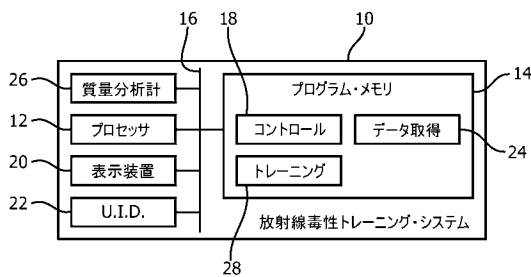 10
16
18
14
26
質量分析計
プログラム・メモリ
12
プロセッサ
コントロール
データ取得
24
20
表示装置
トレーニング
22
U.I.D.
放射線毒性トレーニング・システム
28